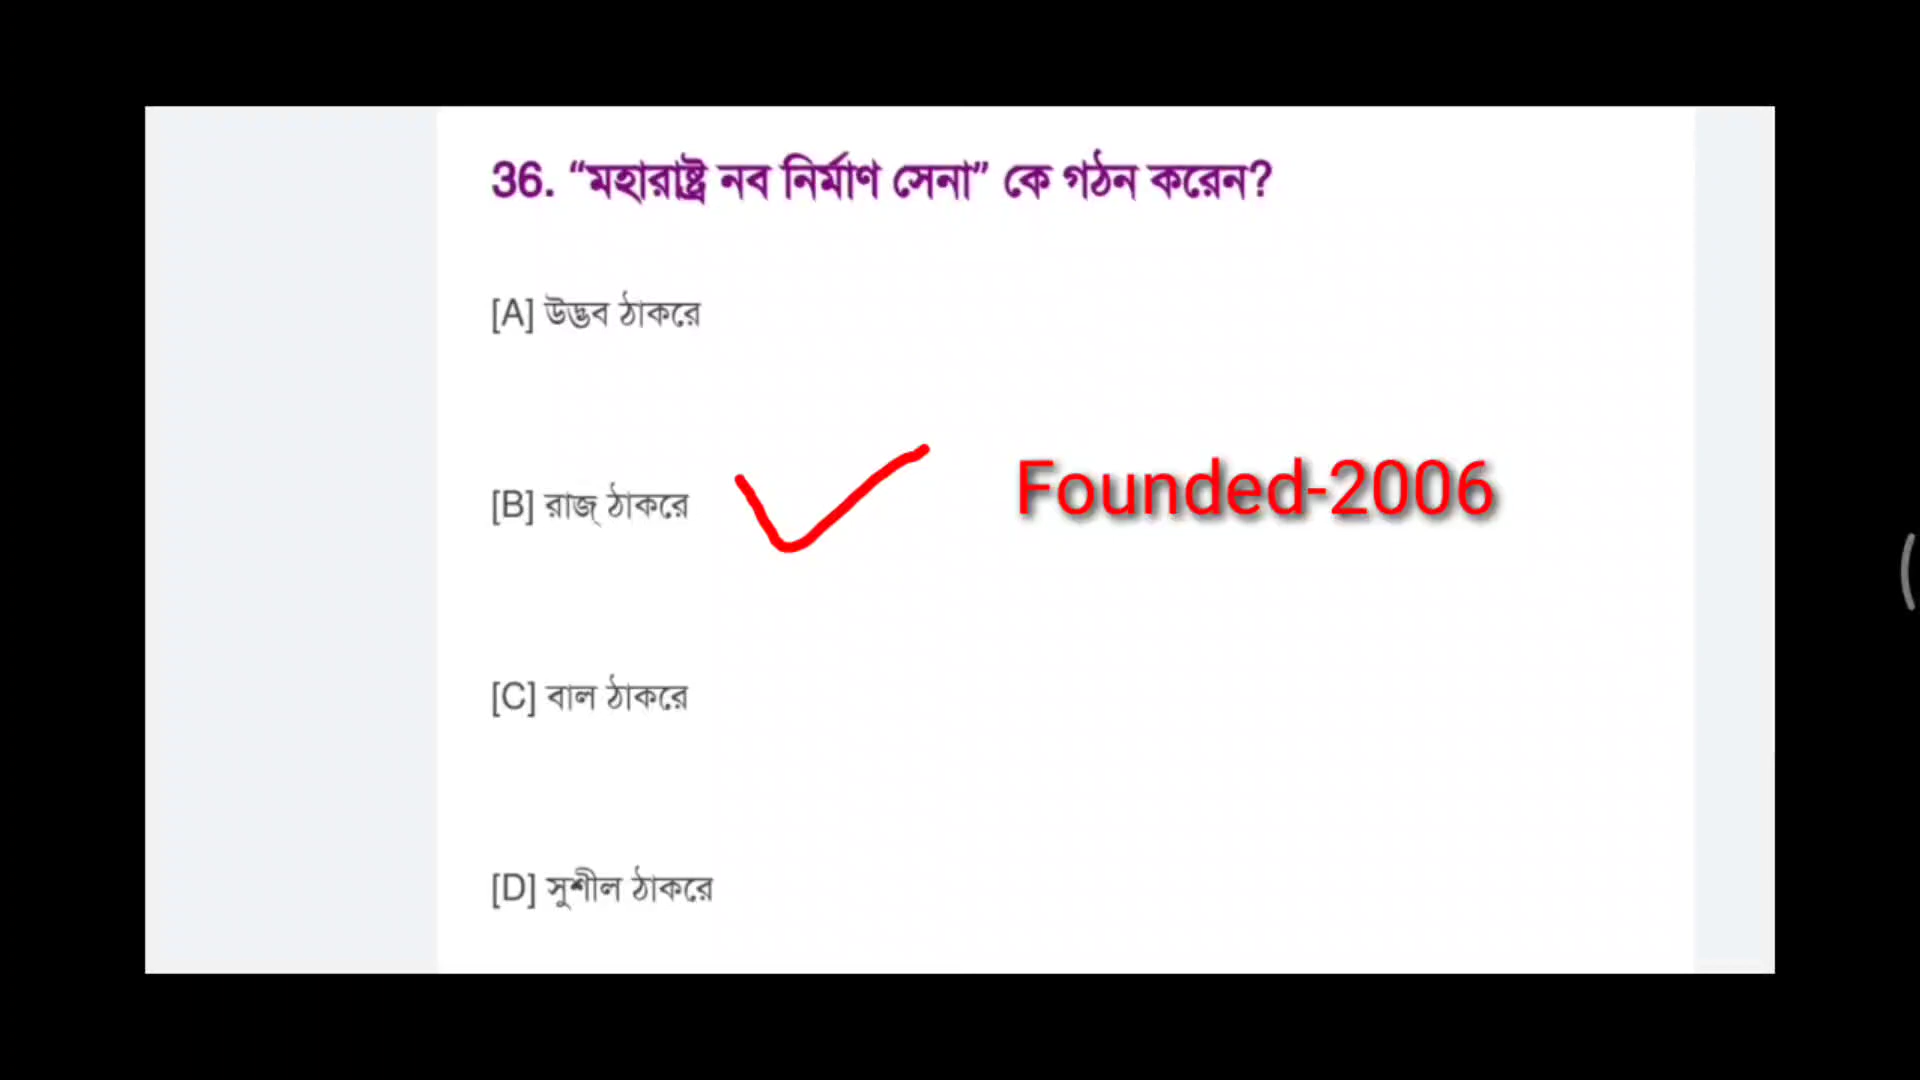 36. “মহারাষ্ট্র নব নির্মাণ সেনা” কে গঠন করেন?
[A] উদ্ভব ঠাকরে
[B] রাজ্ ঠাকরে
Founded-2006
[C] বাল ঠাকরে
[D] সুশীল ঠাকরে